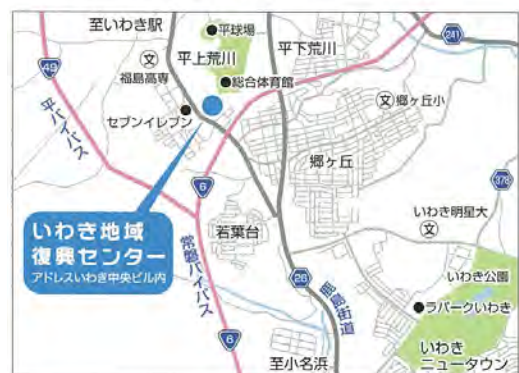 至いわき駅
平球場
241
文
平上荒川
平下荒川
49
福島高専
総合体育館
文 郷ヶ丘小
セブンイレブン
平バイパス
郷ヶ丘
6
378
いわき地域
復興センター
アドレスいわき中央ビル内
若葉台
いわき明星大
文
常磐バイパス
26
鹿島街道
いわき公園
ラパークいわき
6
いわき
ニュータウン
至小名浜